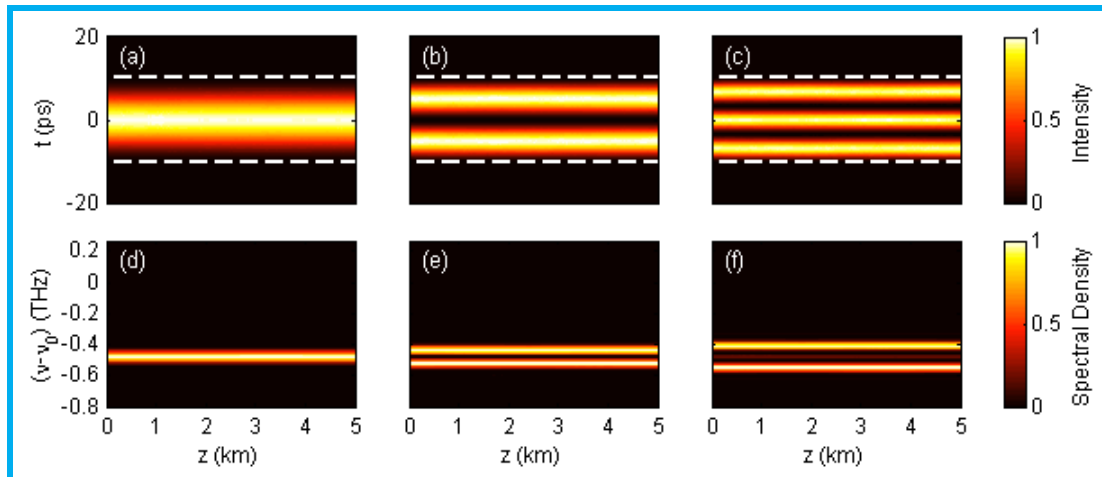 20
0
-20
t (ps)
(a)
(b)
(c)
1
0.5
0
Intensity
0.2
0
-0.2
-0.4
-0.6
-0.8
(ν-ν0) (THz)
(d)
(e)
(f)
1
0.5
0
Spectral Density
0 1 2 3 4 5
0 1 2 3 4 5
0 1 2 3 4 5
z (km)
z (km)
z (km)